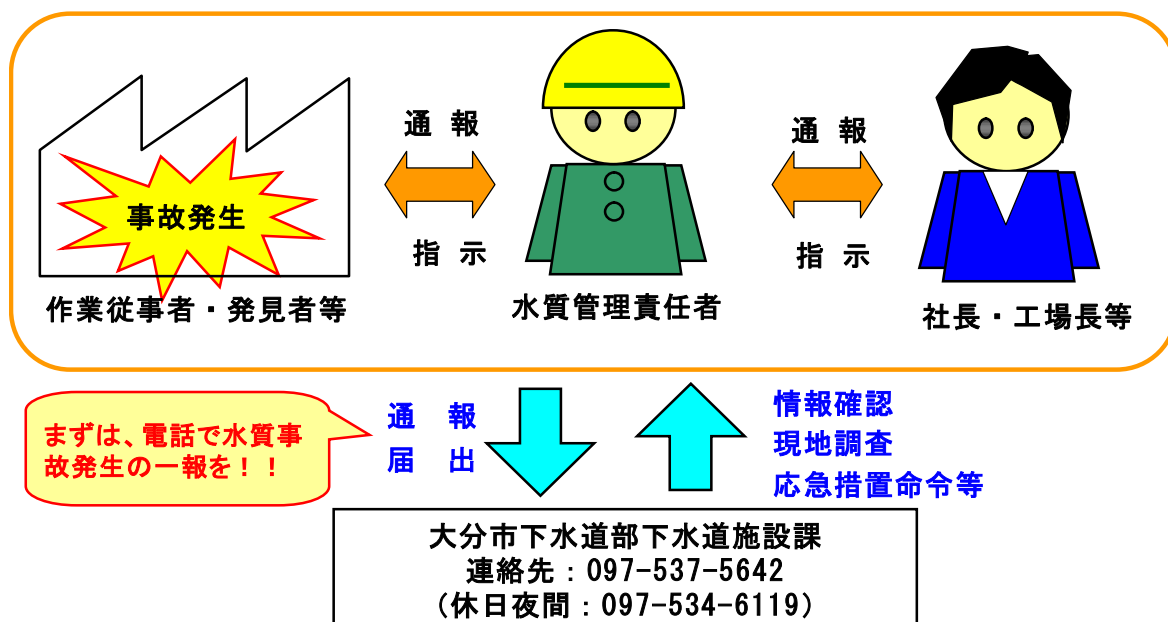 通 報
通 報
事故発生
指 示
指 示
作業従事者・発見者等
水質管理責任者
社長・工場長等
まずは、電話で水質事
故発生の一報を！！
通 報
届 出
情報確認
現地調査
応急措置命令等
大分市下水道部下水道施設課
連絡先：097-537-5642
（休日夜間：097-534-6119）